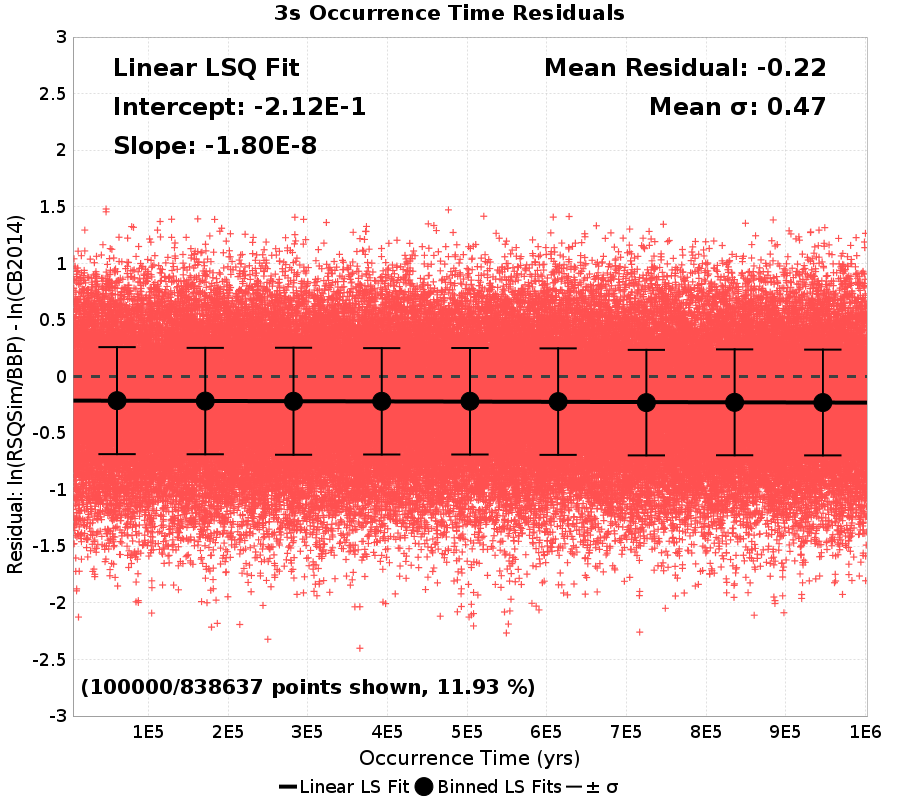 3s Occurrence Time Residuals
Linear LSQ Fit
Intercept: -2.12E-1
Slope: -1.80E-8
Mean Residual: -0.22
Mean σ: 0.47
3
2.5
2
1.5
1
0.5
0
-0.5
-1
-1.5
-2
-2.5
-3
Residual: ln(RSQSim/BBP) - ln(CB2014)
(100000/838637 points shown, 11.93 %)
1E5 2E5 3E5 4E5 5E5 6E5 7E5 8E5 9E5 1E6
Occurrence Time (yrs)
Linear LS Fit Binned LS Fits ± σ